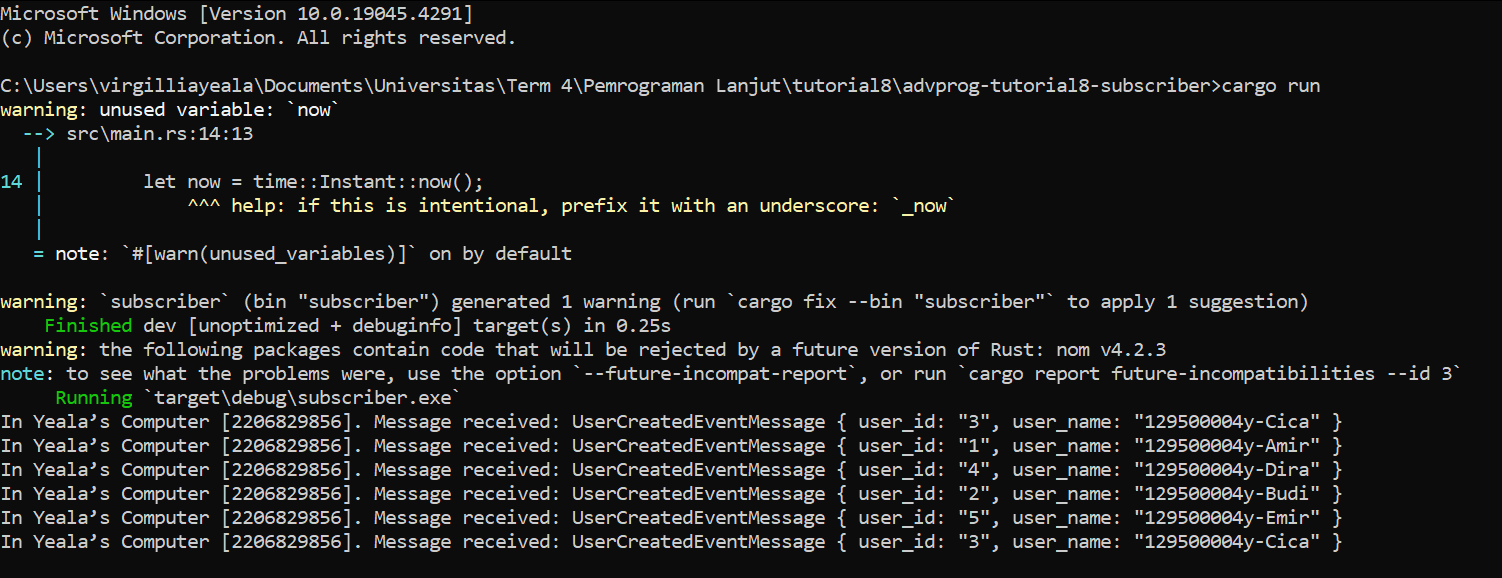 Microsoft Windows [Version 10.0.19045.4291]
(c) Microsoft Corporation. All rights reserved.
C:\Users\virgilliayeala\Documents\Universitas\Term 4\Pemrograman Lanjut\tutorial8\advprog-tutorial8-subscriber>cargo run
warning: unused variable: `now`
  --> src\main.rs:14:13
   |
14 |         let now = time::Instant::now();
   |             ^^^ help: if this is intentional, prefix it with an underscore: `_now`
   |
   = note: `#[warn(unused_variables)]` on by default
warning: `subscriber` (bin "subscriber") generated 1 warning (run `cargo fix --bin "subscriber"` to apply 1 suggestion)
    Finished dev [unoptimized + debuginfo] target(s) in 0.25s
warning: the following packages contain code that will be rejected by a future version of Rust: nom v4.2.3
note: to see what the problems were, use the option `--future-incompat-report`, or run `cargo report future-incompatibilities --id 3`
     Running `target\debug\subscriber.exe`
In Yeala’s Computer [2206829856]. Message received: UserCreatedEventMessage { user_id: "3", user_name: "129500004y-Cica" }
In Yeala’s Computer [2206829856]. Message received: UserCreatedEventMessage { user_id: "1", user_name: "129500004y-Amir" }
In Yeala’s Computer [2206829856]. Message received: UserCreatedEventMessage { user_id: "4", user_name: "129500004y-Dira" }
In Yeala’s Computer [2206829856]. Message received: UserCreatedEventMessage { user_id: "2", user_name: "129500004y-Budi" }
In Yeala’s Computer [2206829856]. Message received: UserCreatedEventMessage { user_id: "5", user_name: "129500004y-Emir" }
In Yeala’s Computer [2206829856]. Message received: UserCreatedEventMessage { user_id: "3", user_name: "129500004y-Cica" }